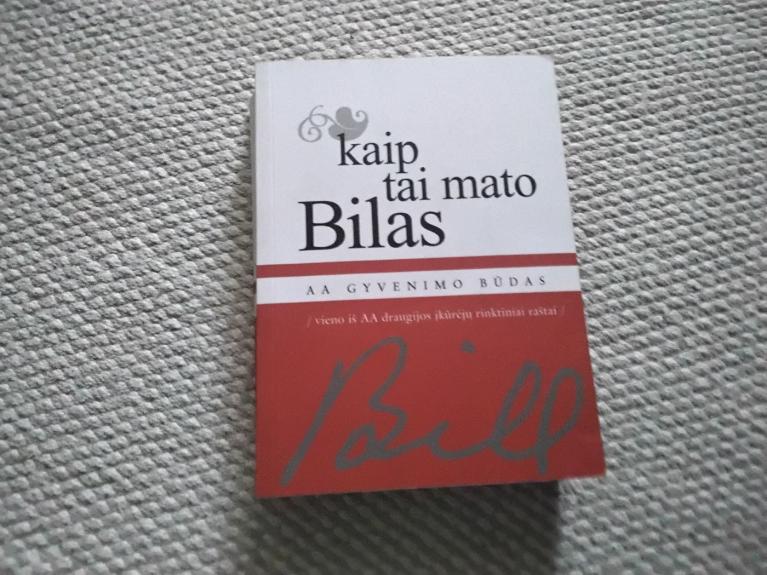 kaip
tai mato
Bilas
AA GYVENIMO BŪDAS
/ vieno iš AA draugijos įkūrėjų rinktiniai raštai /
Bill